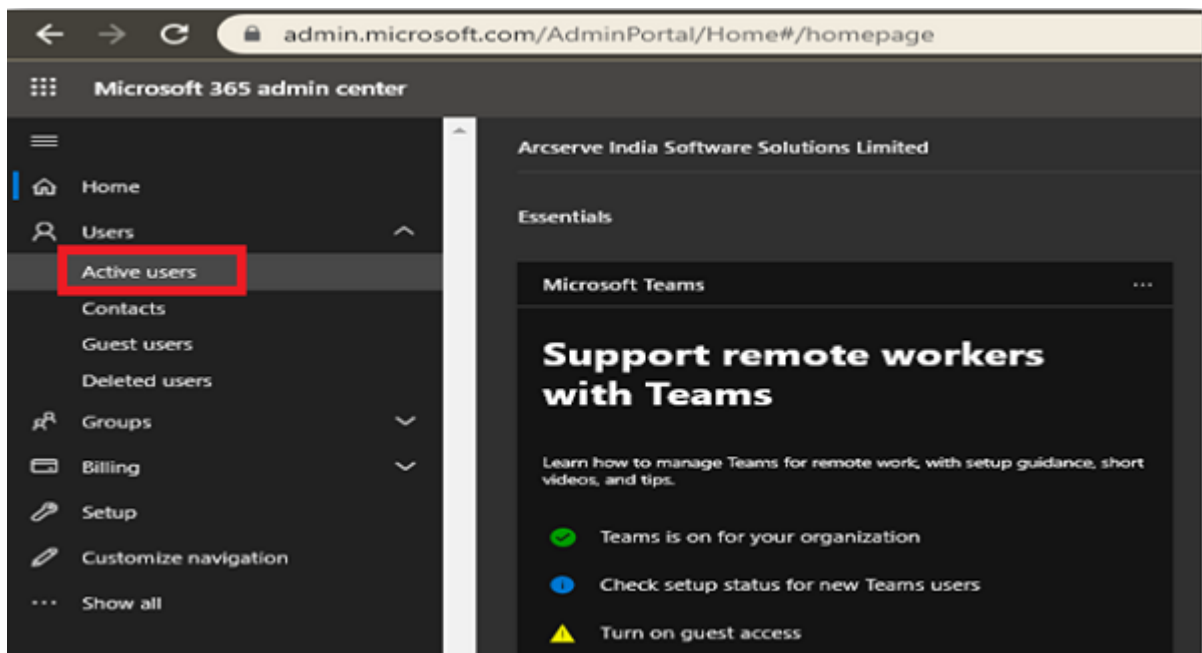 admin.microsoft.com/AdminPortal/Home#/homepage
Microsoft 365 admin center
Home
Users
Active users
Contacts
Guest users
Deleted users
Groups
Billing
Setup
Customize navigation
Show all
Arcserve India Software Solutions Limited
Essentials
Microsoft Teams
Support remote workers
with Teams
Learn how to manage Teams for remote work, with setup guidance, short
videos, and tips.
Teams is on for your organization
Check setup status for new Teams users
Turn on guest access